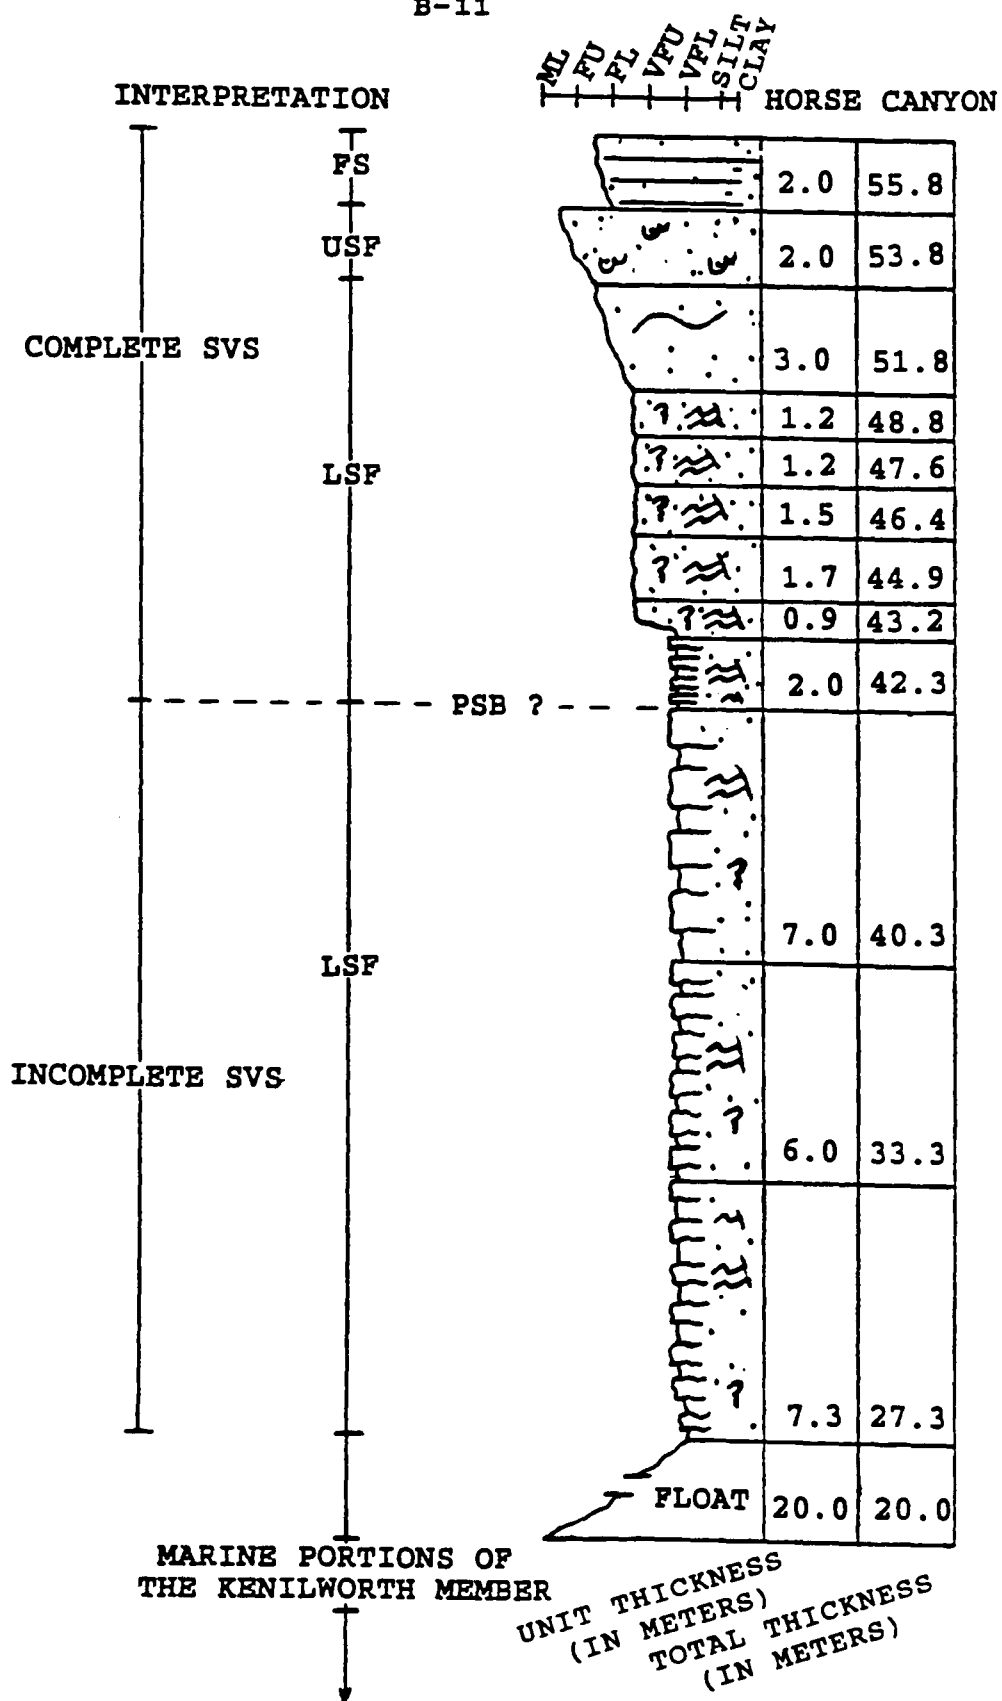 B-11
ML FU FL VFU VFL SILT CLAY
INTERPRETATION HORSE CANYON
FS 2.0 55.8
USF 2.0 53.8
COMPLETE SVS 3.0 51.8
? 1.2 48.8
LSF ? 1.2 47.6
? 1.5 46.4
? 1.7 44.9
? 0.9 43.2
2.0 42.3
PSB ?
?
7.0 40.3
LSF
INCOMPLETE SVS
?
6.0 33.3
?
7.3 27.3
FLOAT 20.0 20.0
MARINE PORTIONS OF
THE KENILWORTH MEMBER
UNIT THICKNESS
(IN METERS)
TOTAL THICKNESS
(IN METERS)